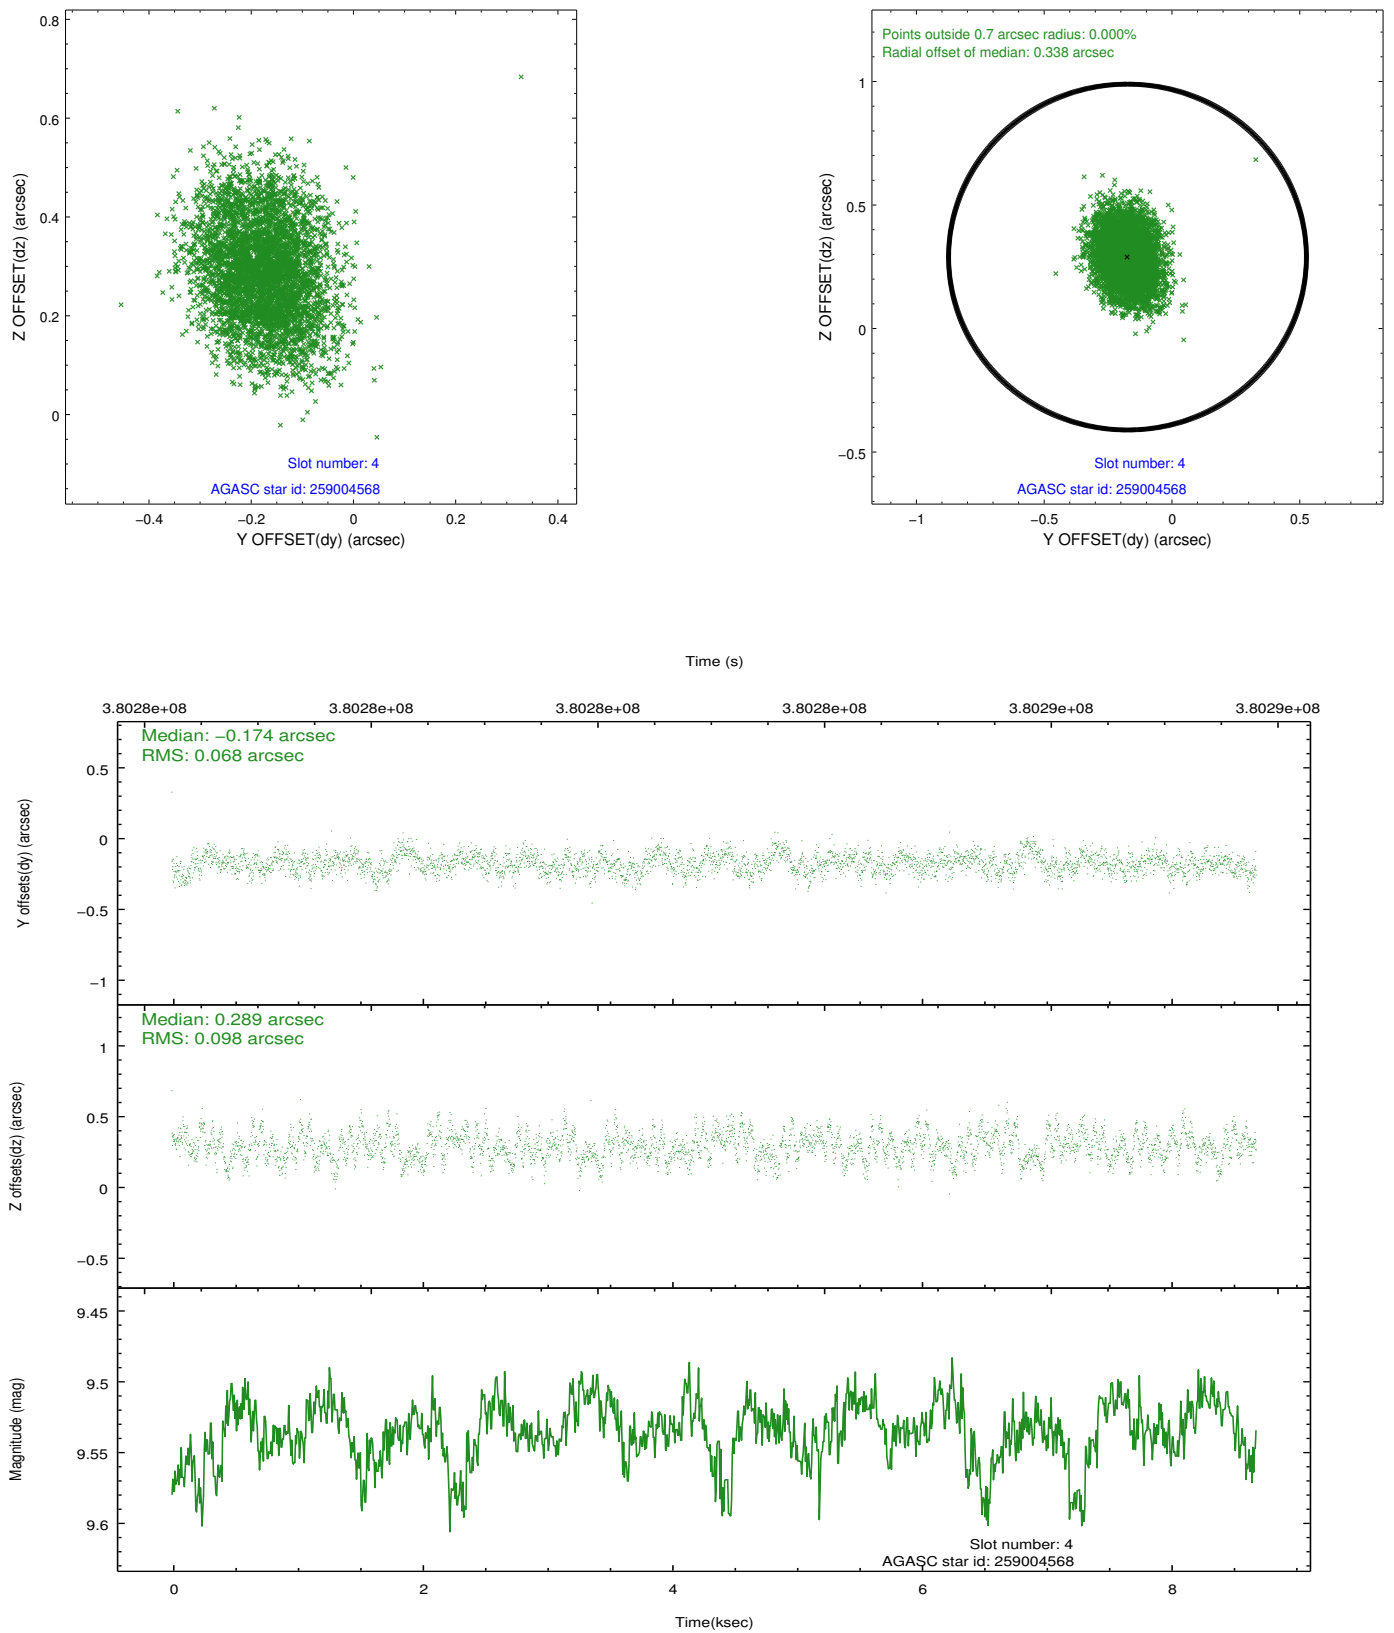 0.8
0.6
0.4
0.2
0
Z OFFSET(dz) (arcsec)
Slot number: 4
AGASC star id: 259004568
−0.4 −0.2 0 0.2 0.4
Y OFFSET(dy) (arcsec)
Points outside 0.7 arcsec radius: 0.000%
Radial offset of median: 0.338 arcsec
1
0.5
0
−0.5
Z OFFSET(dz) (arcsec)
Slot number: 4
AGASC star id: 259004568
−1 −0.5 0 0.5
Y OFFSET(dy) (arcsec)
Time (s)
3.8028e+08 3.8028e+08 3.8028e+08 3.8028e+08 3.8029e+08 3.8029e+08
Median: −0.174 arcsec
RMS: 0.068 arcsec
0.5
0
−0.5
−1
Y offsets(dy) (arcsec)
Median: 0.289 arcsec
RMS: 0.098 arcsec
1
0.5
0
−0.5
Z offsets(dz) (arcsec)
9.45
9.5
9.55
9.6
Magnitude (mag)
Slot number: 4
AGASC star id: 259004568
0 2 4 6 8
Time(ksec)